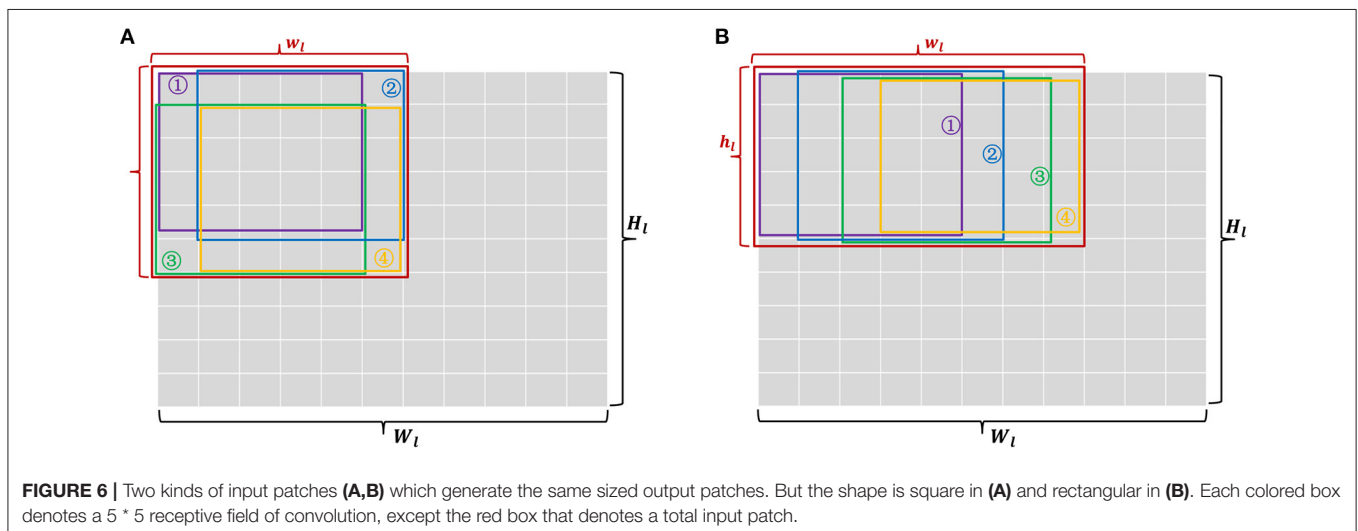 A
B
w_l
w_l
①
②
③
④
H_l
W_l
h_l
①
②
③
④
H_l
W_l
FIGURE 6 | Two kinds of input patches (A,B) which generate the same sized output patches. But the shape is square in (A) and rectangular in (B). Each colored box
denotes a 5 * 5 receptive field of convolution, except the red box that denotes a total input patch.